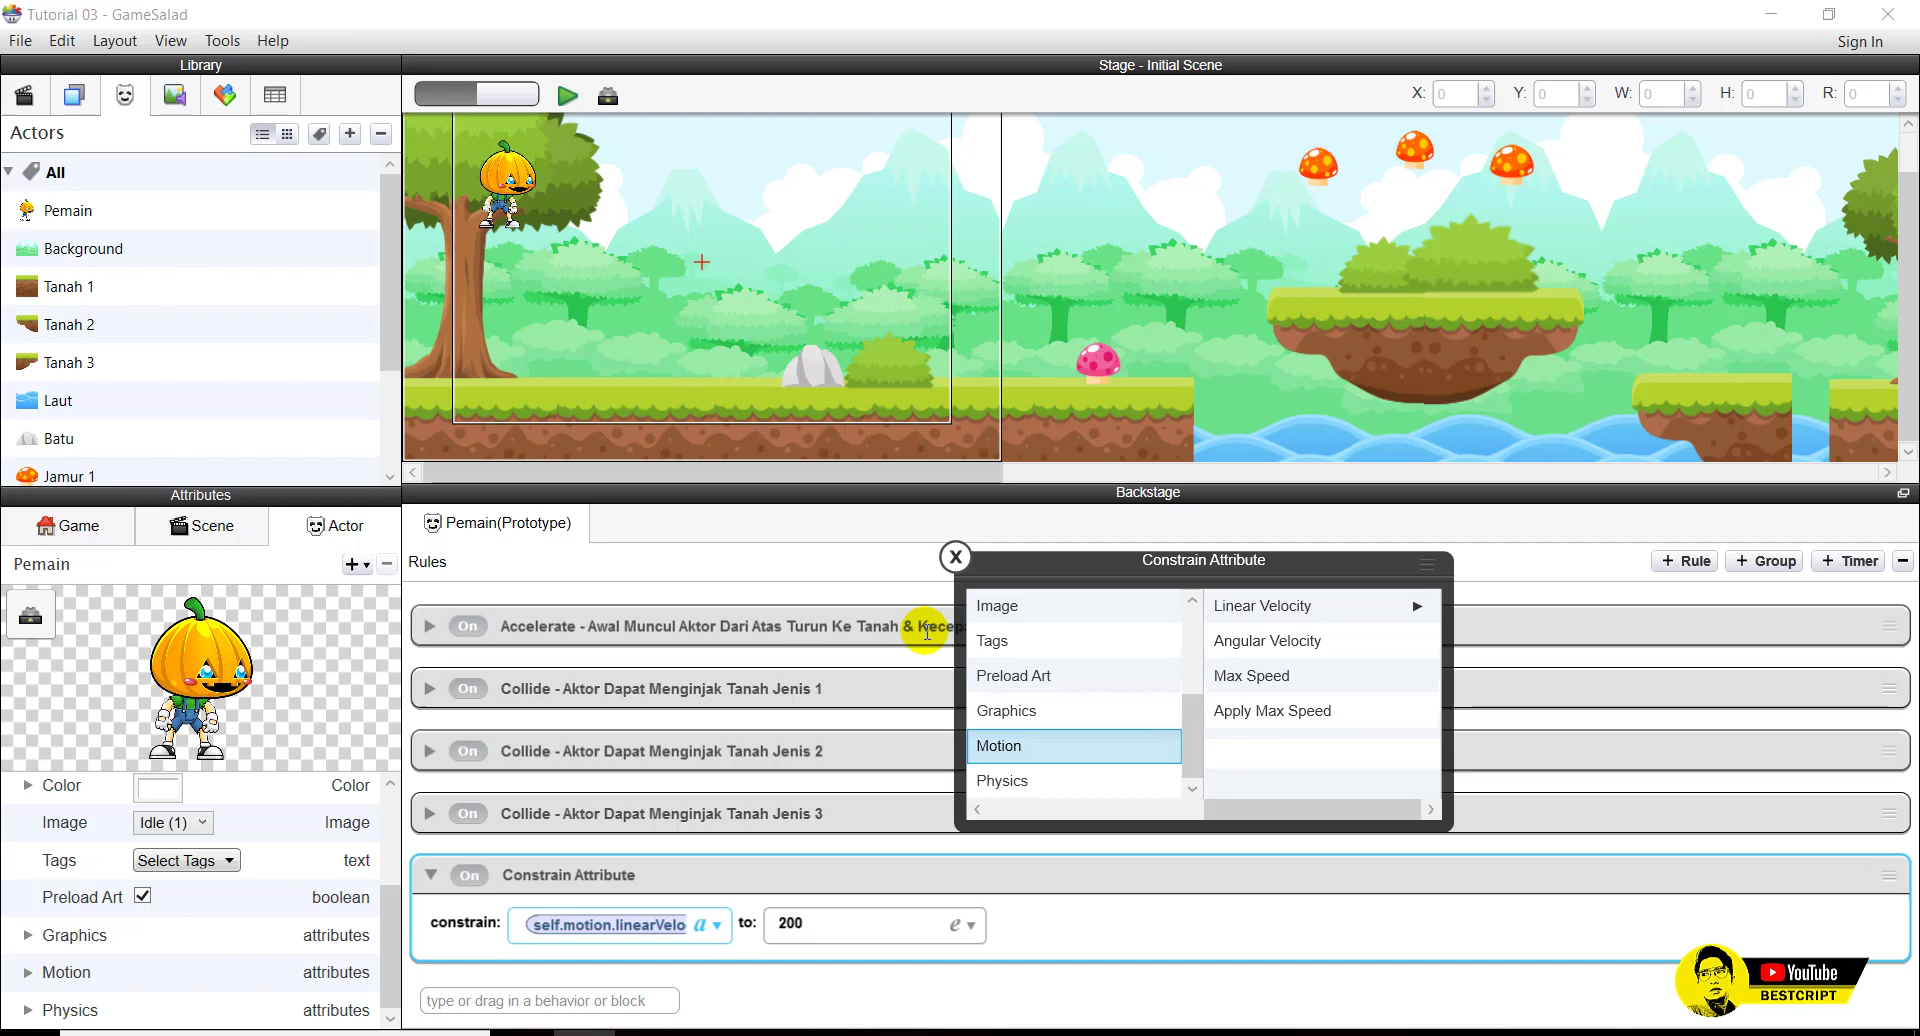 Tutorial 03 - GameSalad
File Edit Layout View Tools Help
Sign In
Library
Stage - Initial Scene
X: 0 Y: 0 W: 0 H: 0 R: 0
Actors
All
Pemain
Background
Tanah 1
Tanah 2
Tanah 3
Laut
Batu
Jamur 1
Attributes
Backstage
Game Scene Actor
Pemain(Prototype)
Pemain
Rules
+ Rule + Group + Timer
X Constrain Attribute
Image
Tags
Preload Art
Graphics
Motion
Physics
Linear Velocity
Angular Velocity
Max Speed
Apply Max Speed
On Accelerate - Awal Muncul Aktor Dari Atas Turun Ke Tanah &
On Collide - Aktor Dapat Menginjak Tanah Jenis 1
On Collide - Aktor Dapat Menginjak Tanah Jenis 2
On Collide - Aktor Dapat Menginjak Tanah Jenis 3
On Constrain Attribute
constrain: self.motion.linearVelo a to: 200 e
type or drag in a behavior or block
Color Color
Image Idle (1) Image
Tags Select Tags text
Preload Art boolean
Graphics attributes
Motion attributes
Physics attributes
YouTube
BESTCRIPT